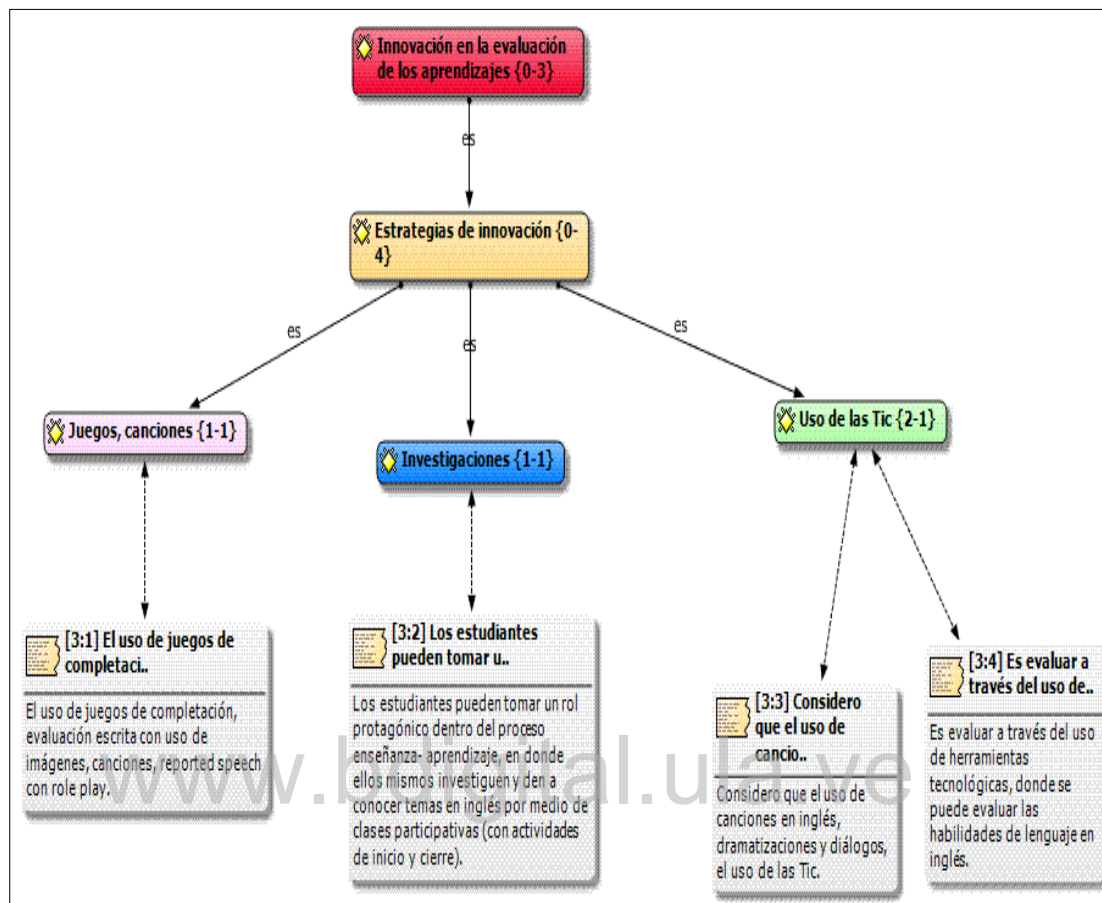 Innovación en la evaluación
de los aprendizajes {0-3}
es
Estrategias de innovación {0-
4}
es
es
es
Juegos, canciones {1-1}
Investigaciones {1-1}
Uso de las Tic {2-1}
[3:1] El uso de juegos de
completaci..
El uso de juegos de completación,
evaluación escrita con uso de
imágenes, canciones, reported speech
con role play.
[3:2] Los estudiantes
pueden tomar u..
Los estudiantes pueden tomar un rol
protagónico dentro del proceso
enseñanza- aprendizaje, en donde
ellos mismos investiguen y den a
conocer temas en inglés por medio de
clases participativas (con actividades
de inicio y cierre).
[3:3] Considero
que el uso de
cancio..
Considero que el uso de
canciones en inglés,
dramatizaciones y diálogos,
el uso de las Tic.
[3:4] Es evaluar a
través del uso de..
Es evaluar a través del uso
de herramientas
tecnológicas, donde se
puede evaluar las
habilidades de lenguaje en
inglés.
www.bdigital.ula.ve